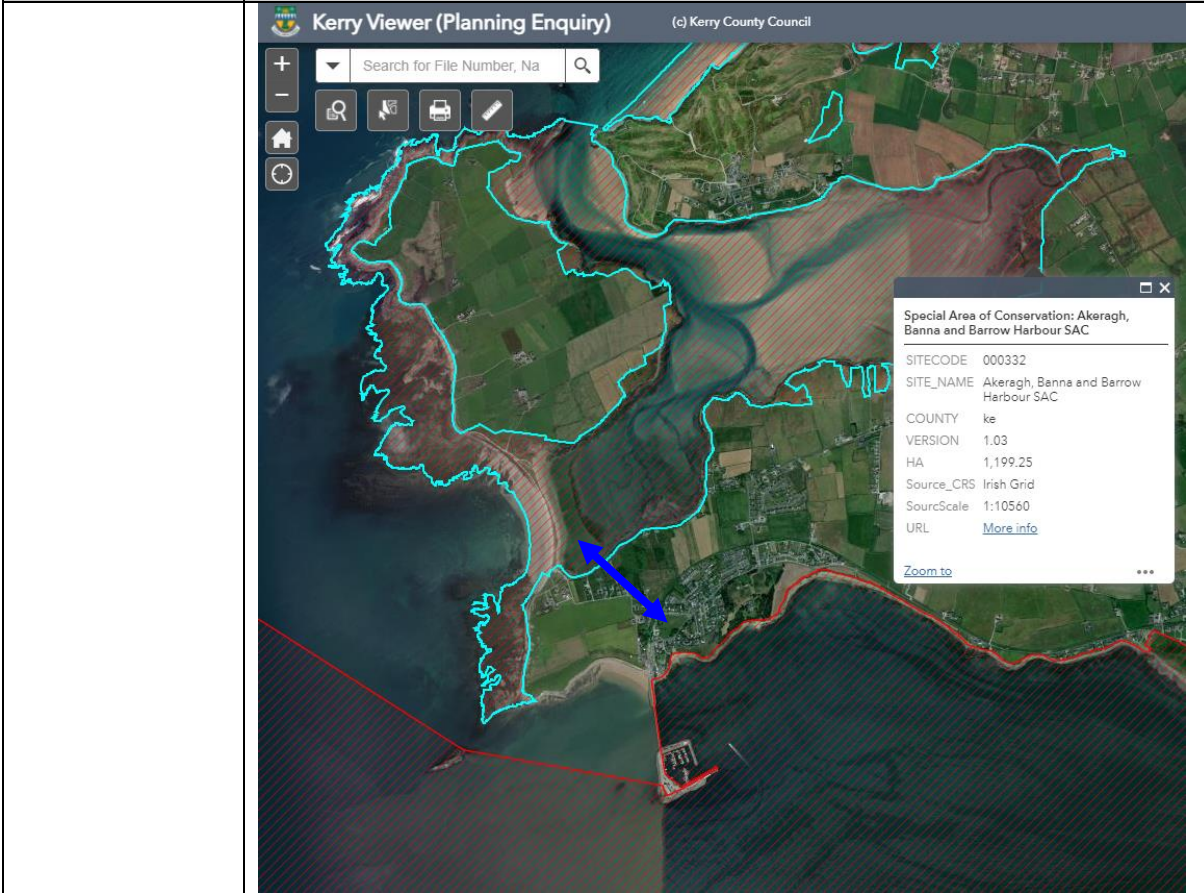 Kerry Viewer (Planning Enquiry)
(c) Kerry County Council
+
Search for File Number, Na
−
Special Area of Conservation: Akeragh,
Banna and Barrow Harbour SAC
SITECODE 000332
SITE_NAME Akeragh, Banna and Barrow
Harbour SAC
COUNTY ke
VERSION 1.03
HA 1,199.25
Source_CRS Irish Grid
SourcScale 1:10560
URL More info
Zoom to